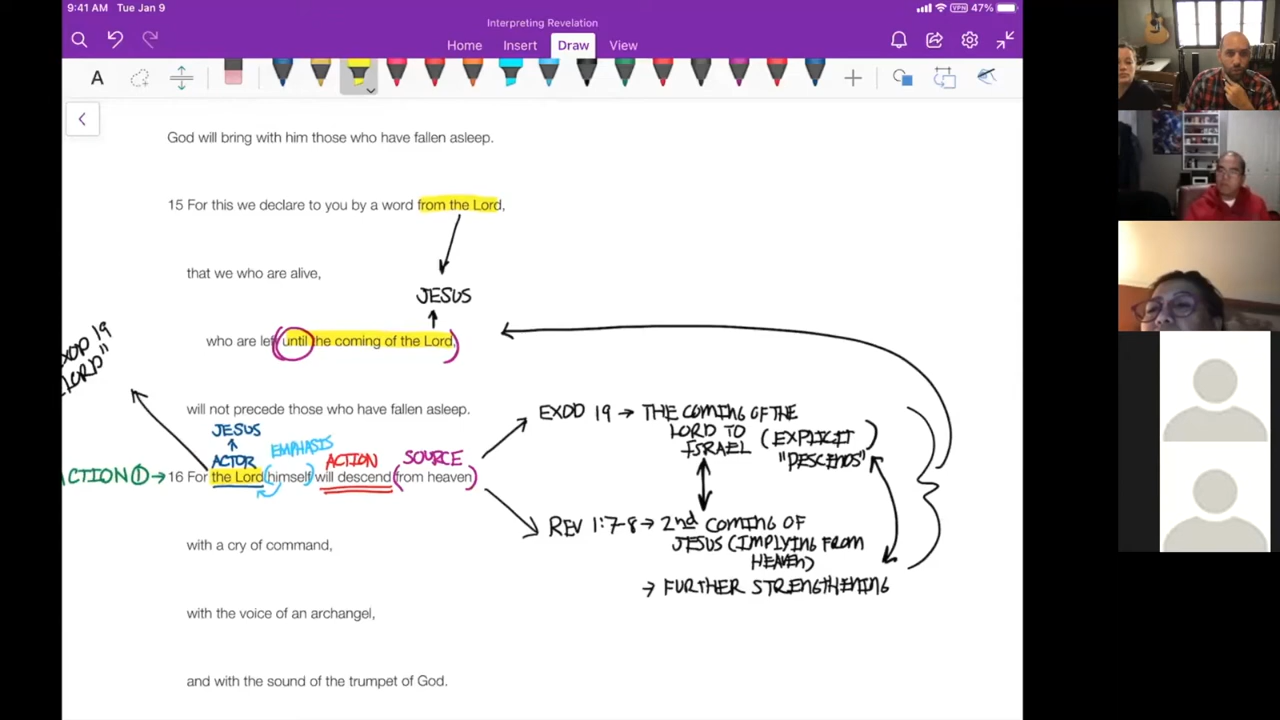 9:41 AM Tue Jan 9
VPN 47%
Interpreting Revelation
Home Insert Draw View
A
God will bring with him those who have fallen asleep.
15 For this we declare to you by a word from the Lord,
that we who are alive,
JESUS
who are left until the coming of the Lord,
EXOD 19
LORD"
will not precede those who have fallen asleep.
EXOD 19 → THE COMING OF THE
LORD TO
ISRAEL (EXPLICIT
"DESCENDS")
JESUS
ACTOR EMPHASIS ACTION SOURCE
ACTION ① → 16 For the Lord (himself) will descend (from heaven)
REV 1:7-8 → 2nd COMING OF
JESUS (IMPLYING FROM
HEAVEN)
→ FURTHER STRENGTHENING
with a cry of command,
with the voice of an archangel,
and with the sound of the trumpet of God.